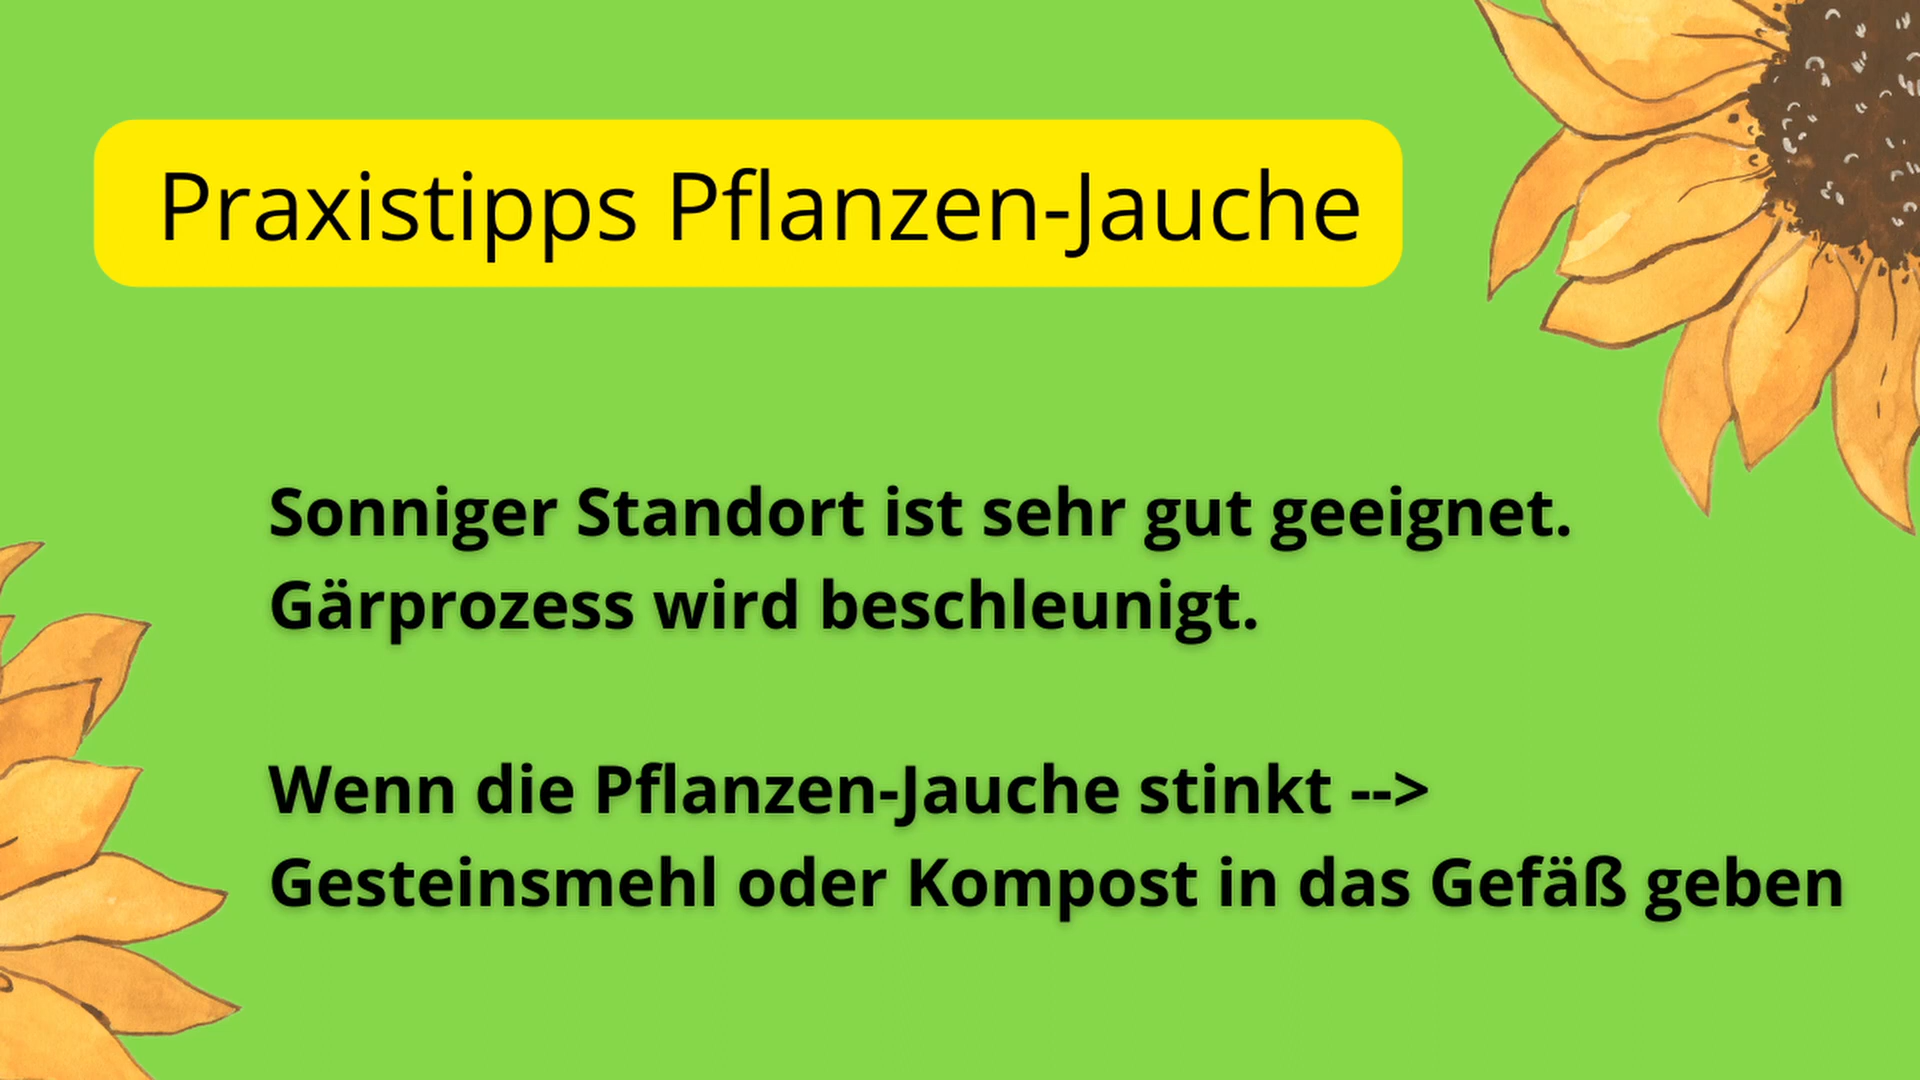 Praxistipps Pflanzen-Jauche
Sonniger Standort ist sehr gut geeignet.
Gärprozess wird beschleunigt.
Wenn die Pflanzen-Jauche stinkt -->
Gesteinsmehl oder Kompost in das Gefäß geben